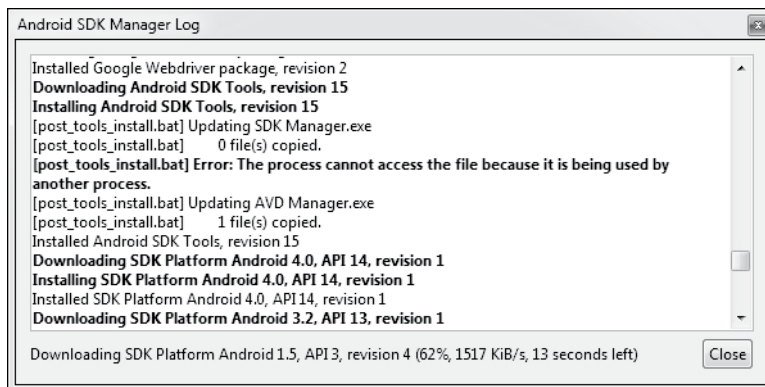 Android SDK Manager Log
Installed Google Webdriver package, revision 2
Downloading Android SDK Tools, revision 15
Installing Android SDK Tools, revision 15
[post_tools_install.bat] Updating SDK Manager.exe
[post_tools_install.bat]       0 file(s) copied.
[post_tools_install.bat] Error: The process cannot access the file because it is being used by
another process.
[post_tools_install.bat] Updating AVD Manager.exe
[post_tools_install.bat]       1 file(s) copied.
Installed Android SDK Tools, revision 15
Downloading SDK Platform Android 4.0, API 14, revision 1
Installing SDK Platform Android 4.0, API 14, revision 1
Installed SDK Platform Android 4.0, API 14, revision 1
Downloading SDK Platform Android 3.2, API 13, revision 1
Downloading SDK Platform Android 1.5, API 3, revision 4 (62%, 1517 KiB/s, 13 seconds left)
Close